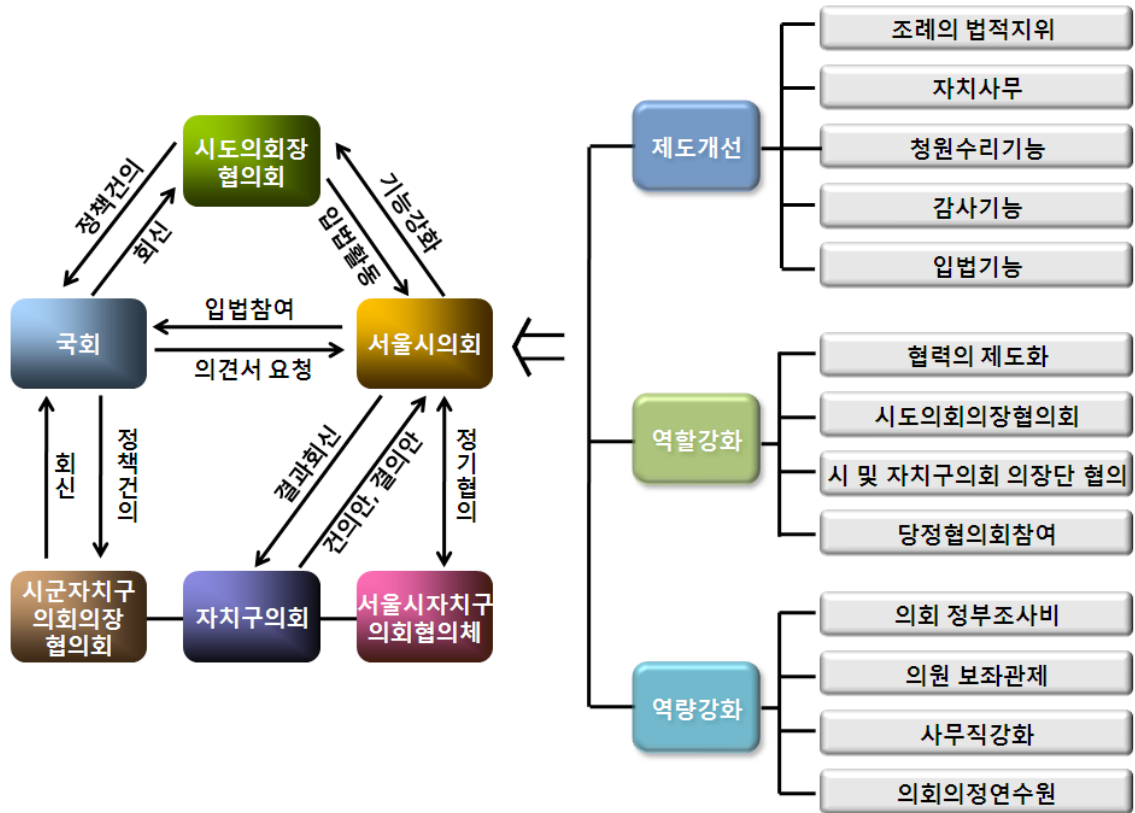 시도의회장
협의회
정책건의
회신
입법활동
기능강화
국회
입법참여
의견서 요청
서울시의회
회신
정책건의
결과회신
건의안, 결의안
정기협의
시군자치구
의회의장
협의회
자치구의회
서울시자치구
의회협의체
제도개선
조례의 법적지위
자치사무
청원수리기능
감사기능
입법기능
역할강화
협력의 제도화
시도의회의장협의회
시 및 자치구의회 의장단 협의
당정협의회참여
역량강화
의회 정부조사비
의원 보좌관제
사무직강화
의회의정연수원